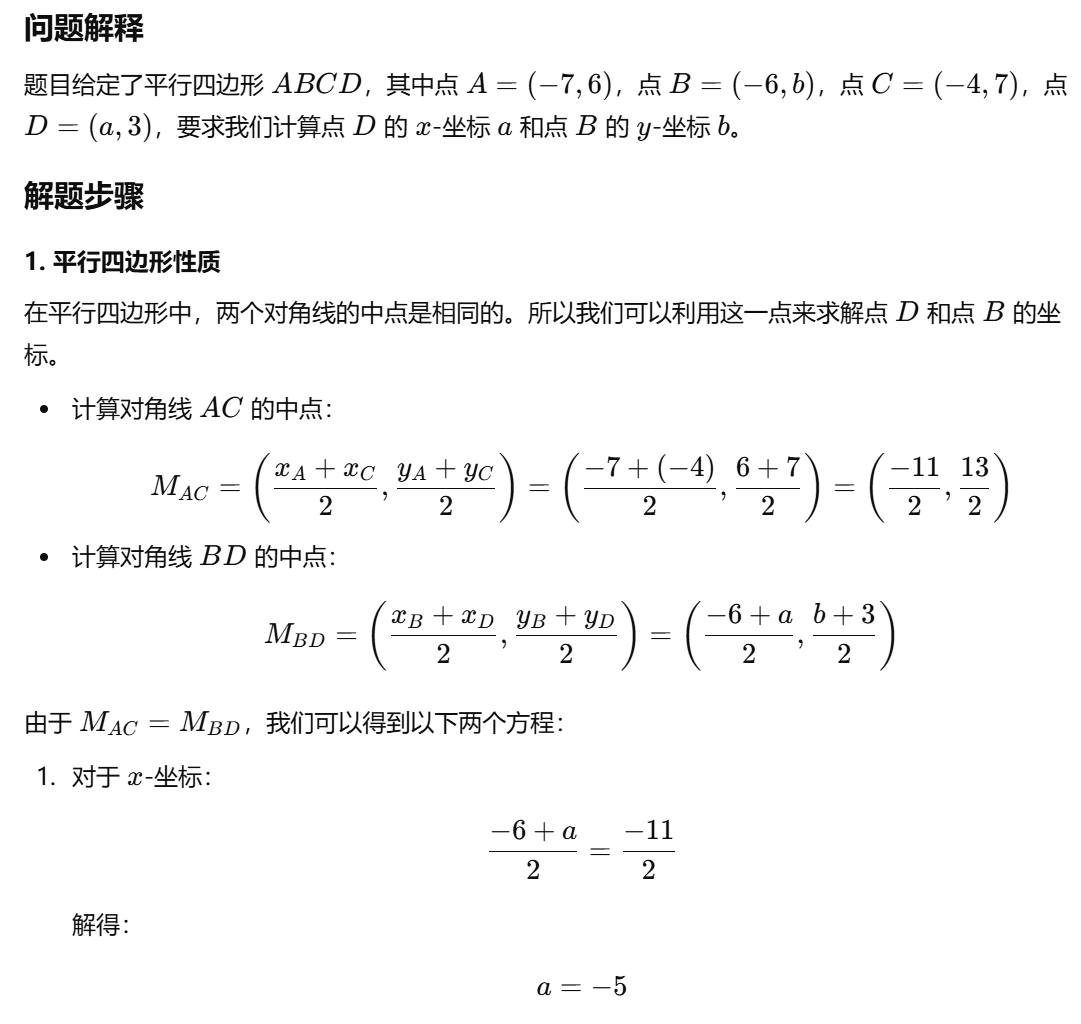 问题解释
题目给定了平行四边形 ABCD，其中点 A = (−7, 6)，点 B = (−6, b)，点 C = (−4, 7)，点
D = (a, 3)，要求我们计算点 D 的 x-坐标 a 和点 B 的 y-坐标 b。
解题步骤
1. 平行四边形性质
在平行四边形中，两个对角线的中点是相同的。所以我们可以利用这一点来求解点 D 和点 B 的坐
标。
• 计算对角线 AC 的中点：
M_{AC} = \left( \frac{x_A + x_C}{2}, \frac{y_A + y_C}{2} \right) = \left( \frac{-7 + (-4)}{2}, \frac{6 + 7}{2} \right) = \left( \frac{-11}{2}, \frac{13}{2} \right)
• 计算对角线 BD 的中点：
M_{BD} = \left( \frac{x_B + x_D}{2}, \frac{y_B + y_D}{2} \right) = \left( \frac{-6 + a}{2}, \frac{b + 3}{2} \right)
由于 M_{AC} = M_{BD}，我们可以得到以下两个方程：
1. 对于 x-坐标：
\frac{-6 + a}{2} = \frac{-11}{2}
解得：
a = −5